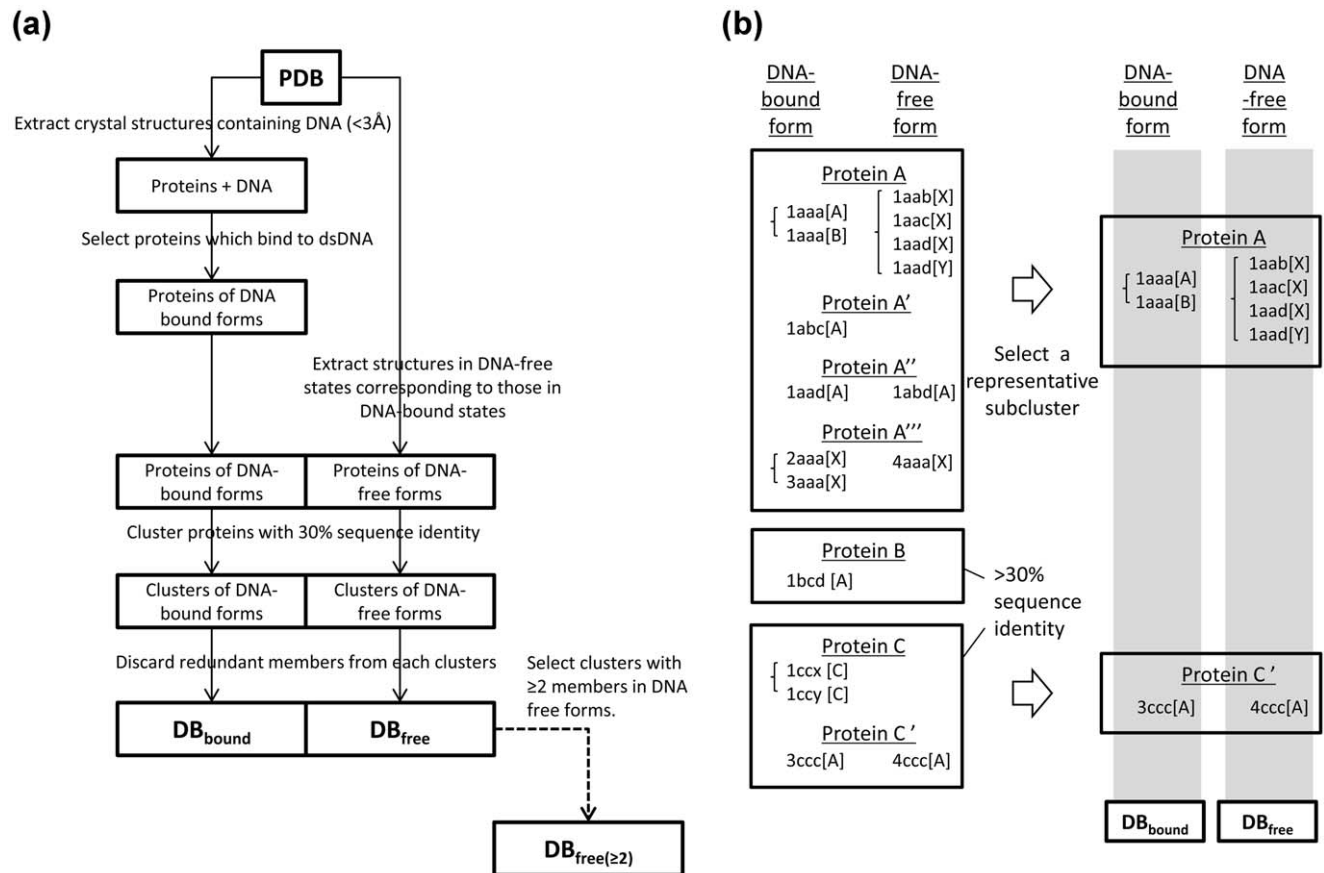 (a)
PDB
Extract crystal structures containing DNA (<3Å)
Proteins + DNA
Select proteins which bind to dsDNA
Proteins of DNA
bound forms
Extract structures in DNA-free
states corresponding to those in
DNA-bound states
Proteins of DNA-
bound forms
Proteins of DNA-
free forms
Cluster proteins with 30% sequence identity
Clusters of DNA-
bound forms
Clusters of DNA-
free forms
Discard redundant members from each clusters
Select clusters with
≥2 members in DNA
free forms.
DBbound
DBfree
DBfree(≥2)
(b)
DNA-
bound
form
DNA-
free
form
Protein A
1aaa[A]
1aaa[B]
1aab[X]
1aac[X]
1aad[X]
1aad[Y]
Protein A'
1abc[A]
Protein A''
1aad[A]
1abd[A]
Protein A'''
2aaa[X]
3aaa[X]
4aaa[X]
Protein B
1bcd [A]
Protein C
1ccx [C]
1ccy [C]
Protein C '
3ccc[A]
4ccc[A]
Select a
representative
subcluster
>30%
sequence
identity
DNA-
bound
form
DNA
-free
form
Protein A
1aaa[A]
1aaa[B]
1aab[X]
1aac[X]
1aad[X]
1aad[Y]
Protein C '
3ccc[A]
4ccc[A]
DBbound
DBfree